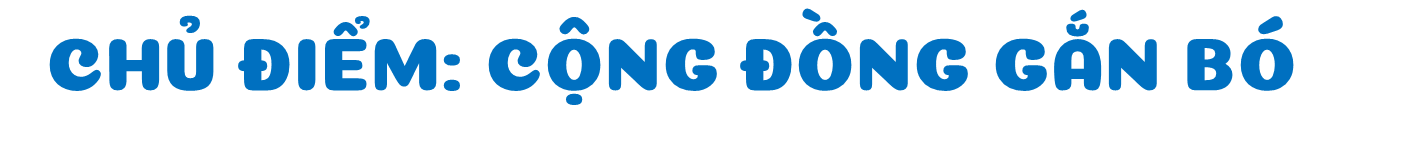 CHỦ ĐIỂM: CỘNG ĐỒNG GẮN BÓ